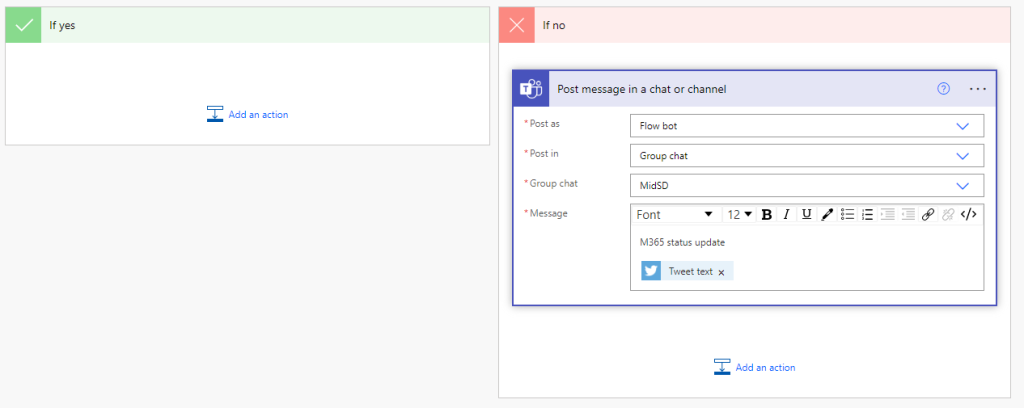 If yes
Add an action
If no
Post message in a chat or channel
* Post as
Flow bot
* Post in
Group chat
* Group chat
MidSD
* Message
Font 12 B I U </>
M365 status update
Tweet text x
Add an action